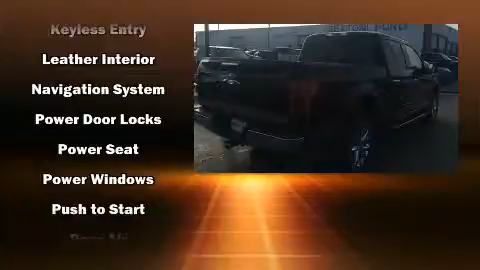 Keyless Entry
Leather Interior
Navigation System
Power Door Locks
Power Seat
Power Windows
Push to Start